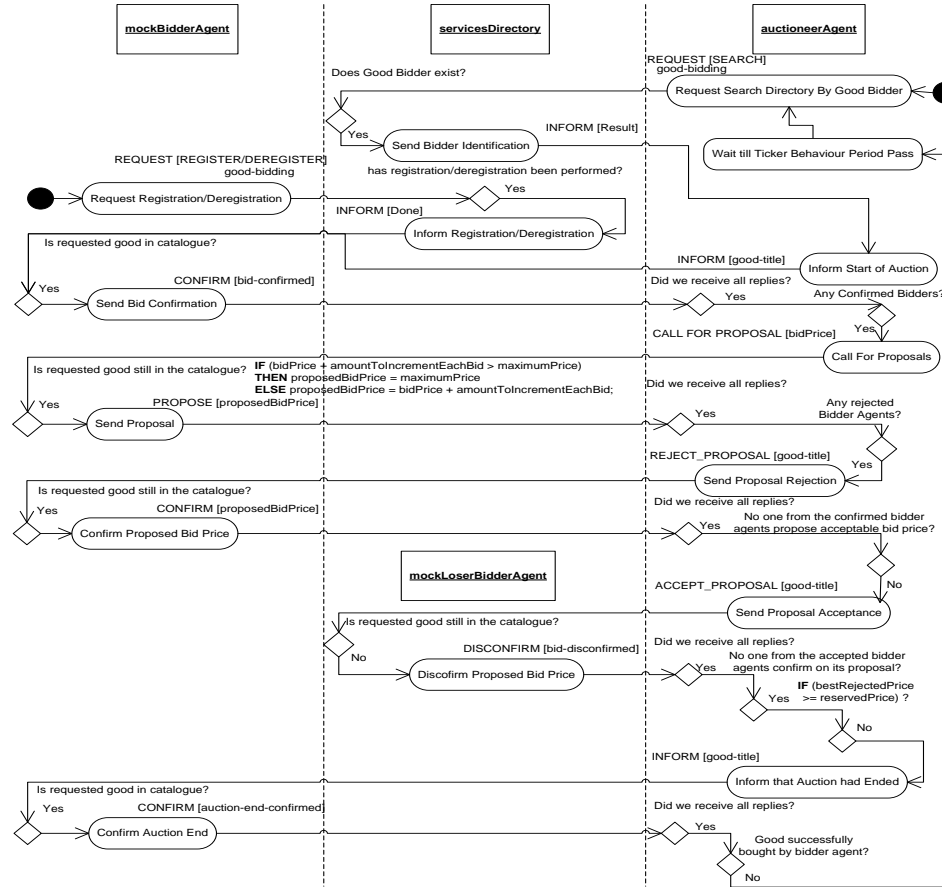 mockBidderAgent
servicesDirectory
auctioneerAgent
REQUEST [SEARCH]
good-bidding
Does Good Bidder exist?
Request Search Directory By Good Bidder
Yes
INFORM [Result]
Send Bidder Identification
Wait till Ticker Behaviour Period Pass
REQUEST [REGISTER/DEREGISTER]
good-bidding
has registration/deregistration been performed?
Yes
Request Registration/Deregistration
INFORM [Done]
Inform Registration/Deregistration
Is requested good in catalogue?
INFORM [good-title]
Inform Start of Auction
CONFIRM [bid-confirmed]
Did we receive all replies?
Yes
Send Bid Confirmation
Yes
Any Confirmed Bidders?
CALL FOR PROPOSAL [bidPrice]
Yes
Call For Proposals
Is requested good still in the catalogue?
IF (bidPrice + amountToIncrementEachBid > maximumPrice)
THEN proposedBidPrice = maximumPrice
ELSE proposedBidPrice = bidPrice + amountToIncrementEachBid;
Did we receive all replies?
Yes
PROPOSE [proposedBidPrice]
Send Proposal
Yes
Any rejected
Bidder Agents?
REJECT_PROPOSAL [good-title]
Yes
Send Proposal Rejection
Is requested good still in the catalogue?
Did we receive all replies?
Yes
CONFIRM [proposedBidPrice]
Confirm Proposed Bid Price
Yes
No one from the confirmed bidder
agents propose acceptable bid price?
mockLoserBidderAgent
No
ACCEPT_PROPOSAL [good-title]
Send Proposal Acceptance
Is requested good still in the catalogue?
Did we receive all replies?
No
DISCONFIRM [bid-disconfirmed]
Discofirm Proposed Bid Price
Yes
No one from the accepted bidder
agents confirm on its proposal?
Yes
IF (bestRejectedPrice
>= reservedPrice) ?
No
INFORM [good-title]
Inform that Auction had Ended
Is requested good in catalogue?
Did we receive all replies?
Yes
CONFIRM [auction-end-confirmed]
Confirm Auction End
Yes
Good successfully
bought by bidder agent?
No